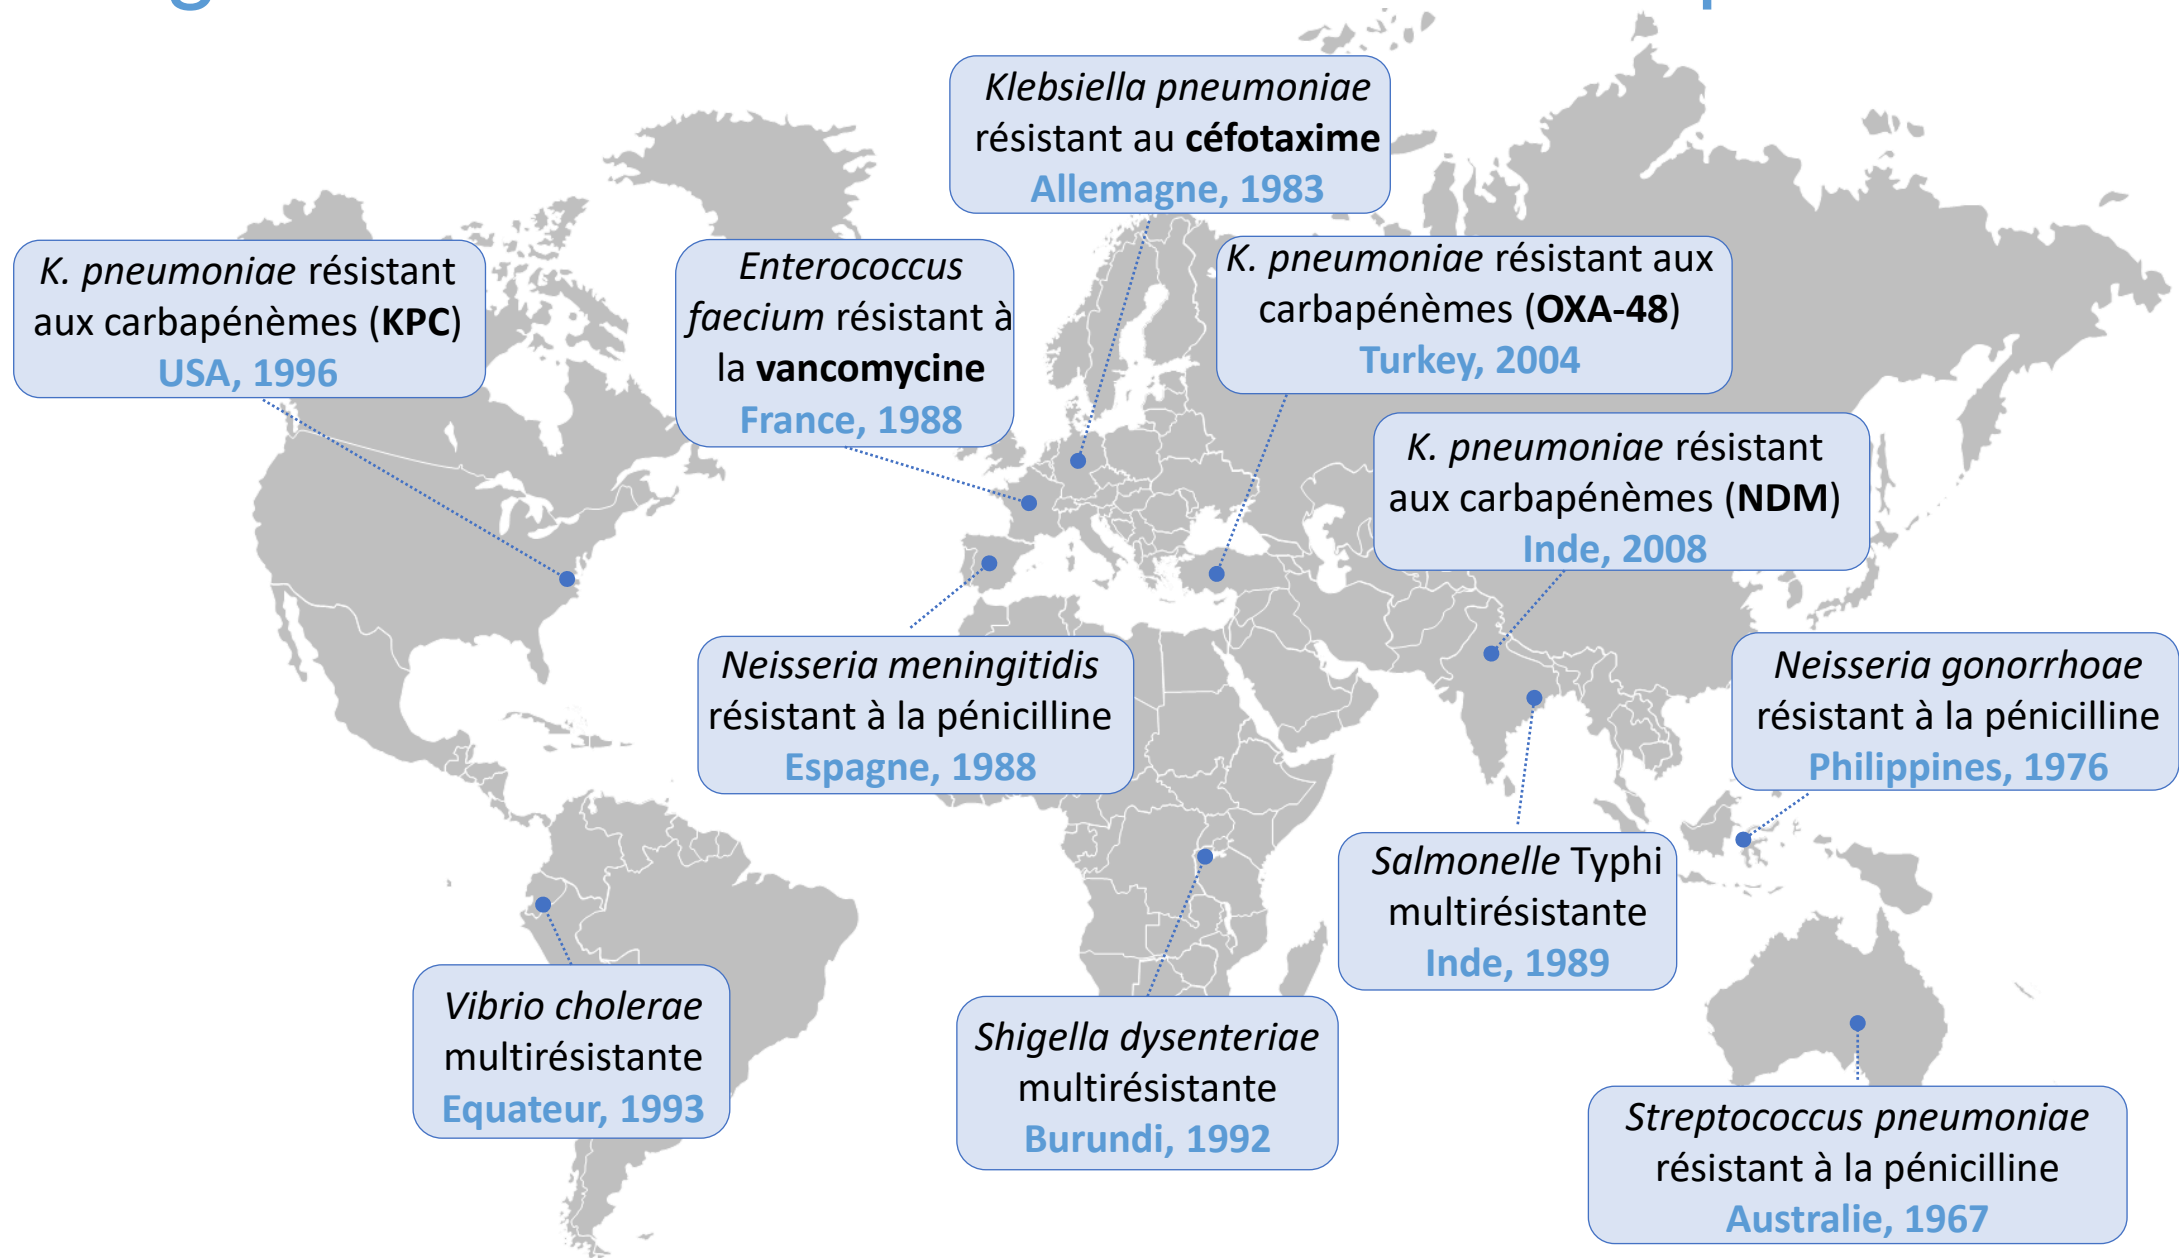 Klebsiella pneumoniae
résistant au céfotaxime
Allemagne, 1983
K. pneumoniae résistant
aux carbapénèmes (KPC)
USA, 1996
Enterococcus
faecium résistant à
la vancomycine
France, 1988
K. pneumoniae résistant aux
carbapénèmes (OXA-48)
Turkey, 2004
K. pneumoniae résistant
aux carbapénèmes (NDM)
Inde, 2008
Neisseria meningitidis
résistant à la pénicilline
Espagne, 1988
Neisseria gonorrhoae
résistant à la pénicilline
Philippines, 1976
Salmonelle Typhi
multirésistante
Inde, 1989
Vibrio cholerae
multirésistante
Equateur, 1993
Shigella dysenteriae
multirésistante
Burundi, 1992
Streptococcus pneumoniae
résistant à la pénicilline
Australie, 1967